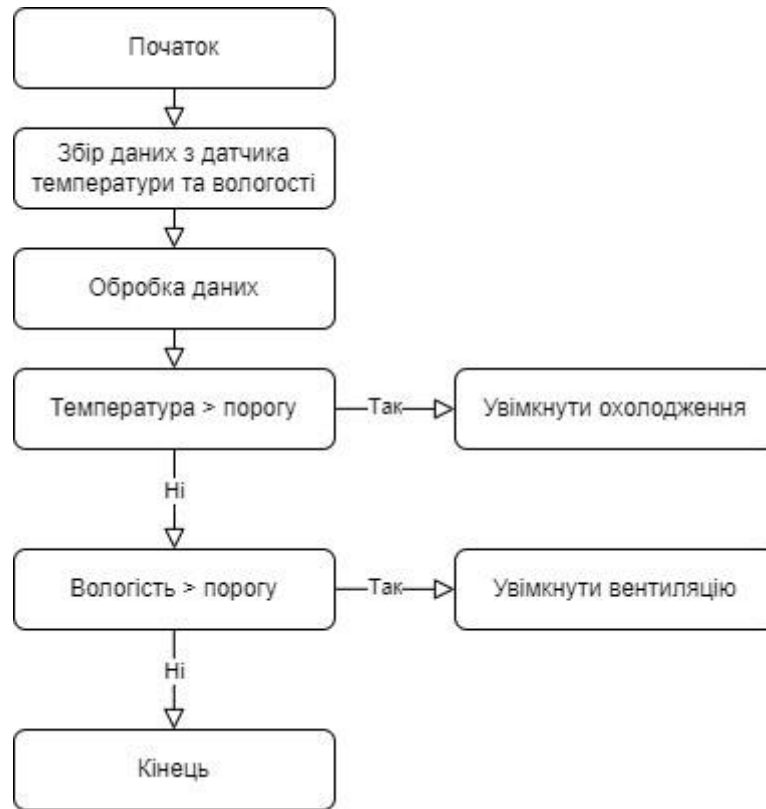 Початок
Збір даних з датчика
температури та вологості
Обробка даних
Температура > порогу
Так
Увімкнути охолодження
Ні
Вологість > порогу
Так
Увімкнути вентиляцію
Ні
Кінець